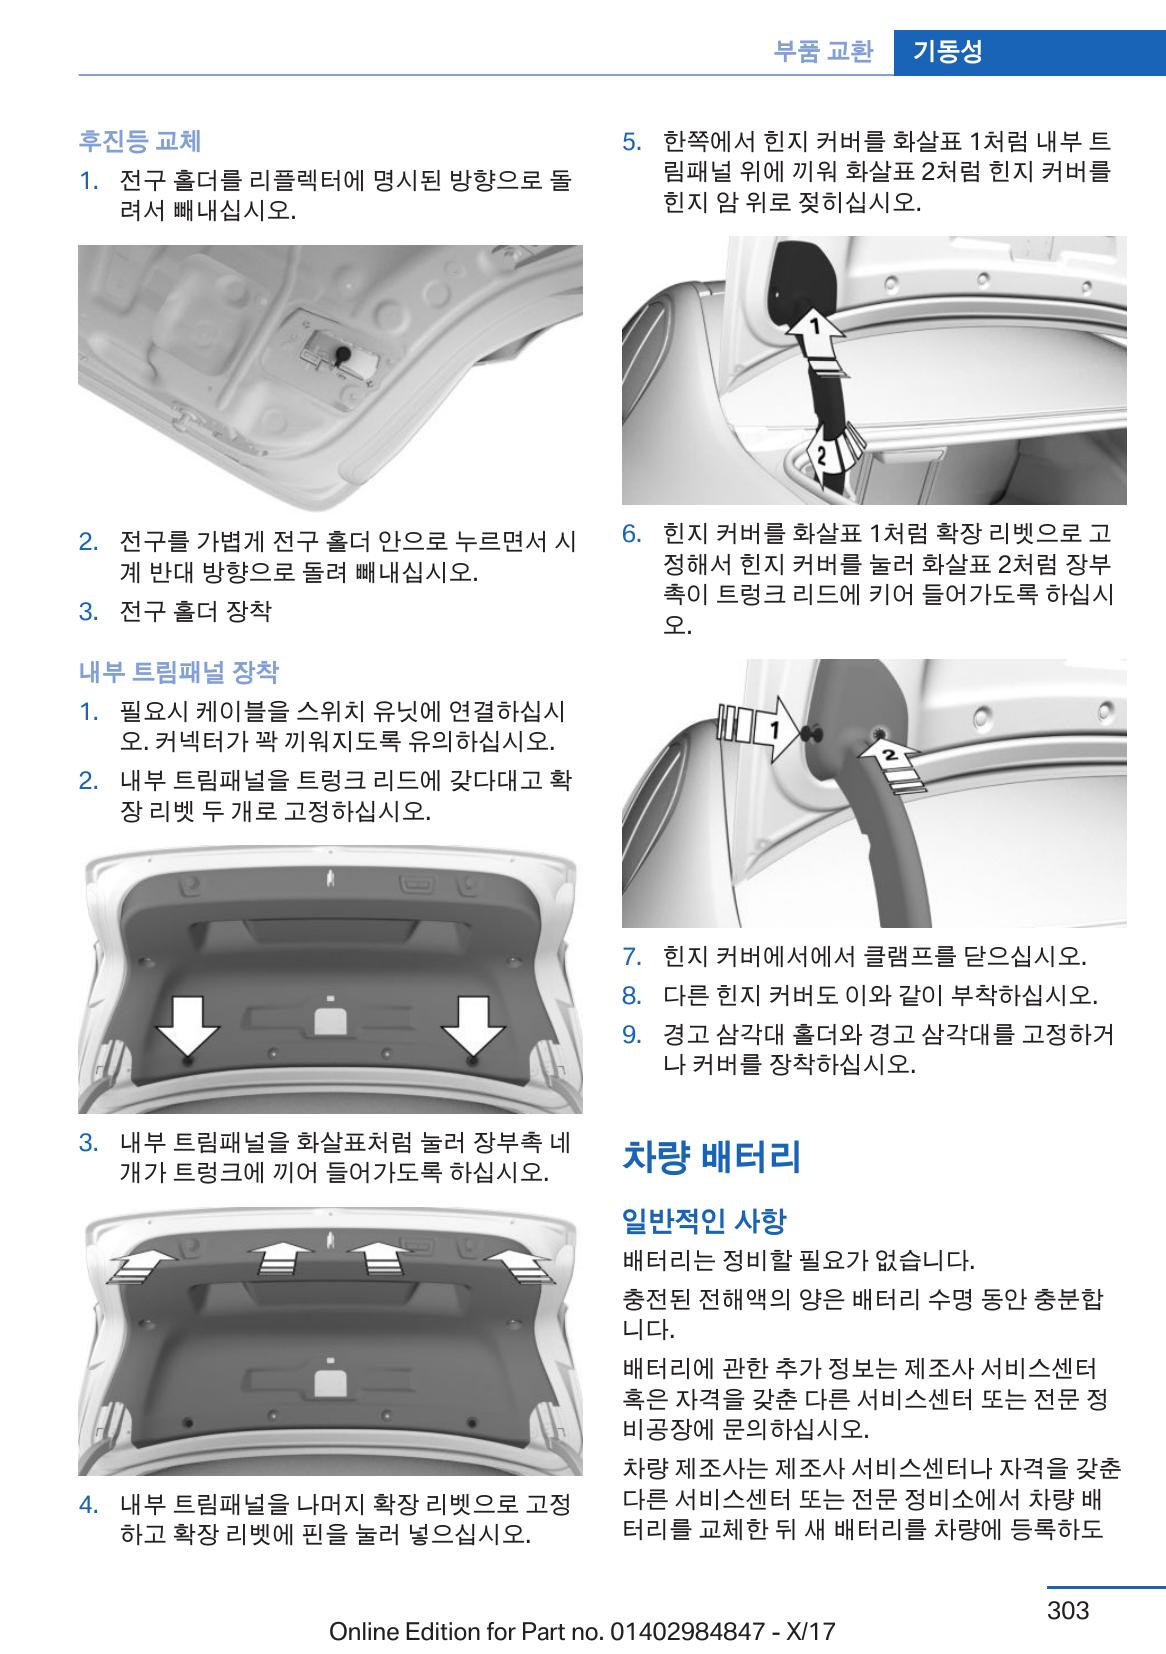 부품 교환 기동성
후진등 교체
1. 전구 홀더를 리플렉터에 명시된 방향으로 돌
려서 빼내십시오.
2. 전구를 가볍게 전구 홀더 안으로 누르면서 시
계 반대 방향으로 돌려 빼내십시오.
3. 전구 홀더 장착
내부 트림패널 장착
1. 필요시 케이블을 스위치 유닛에 연결하십시
오. 커넥터가 꽉 끼워지도록 유의하십시오.
2. 내부 트림패널을 트렁크 리드에 갖다대고 확
장 리벳 두 개로 고정하십시오.
3. 내부 트림패널을 화살표처럼 눌러 장부촉 네
개가 트렁크에 끼어 들어가도록 하십시오.
4. 내부 트림패널을 나머지 확장 리벳으로 고정
하고 확장 리벳에 핀을 눌러 넣으십시오.
5. 한쪽에서 힌지 커버를 화살표 1처럼 내부 트
림패널 위에 끼워 화살표 2처럼 힌지 커버를
힌지 암 위로 젖히십시오.
1
2
6. 힌지 커버를 화살표 1처럼 확장 리벳으로 고
정해서 힌지 커버를 눌러 화살표 2처럼 장부
촉이 트렁크 리드에 키어 들어가도록 하십시
오.
1
2
7. 힌지 커버에서에서 클램프를 닫으십시오.
8. 다른 힌지 커버도 이와 같이 부착하십시오.
9. 경고 삼각대 홀더와 경고 삼각대를 고정하거
나 커버를 장착하십시오.
차량 배터리
일반적인 사항
배터리는 정비할 필요가 없습니다.
충전된 전해액의 양은 배터리 수명 동안 충분합
니다.
배터리에 관한 추가 정보는 제조사 서비스센터
혹은 자격을 갖춘 다른 서비스센터 또는 전문 정
비공장에 문의하십시오.
차량 제조사는 제조사 서비스센터나 자격을 갖춘
다른 서비스센터 또는 전문 정비소에서 차량 배
터리를 교체한 뒤 새 배터리를 차량에 등록하도
303
Online Edition for Part no. 01402984847 - X/17